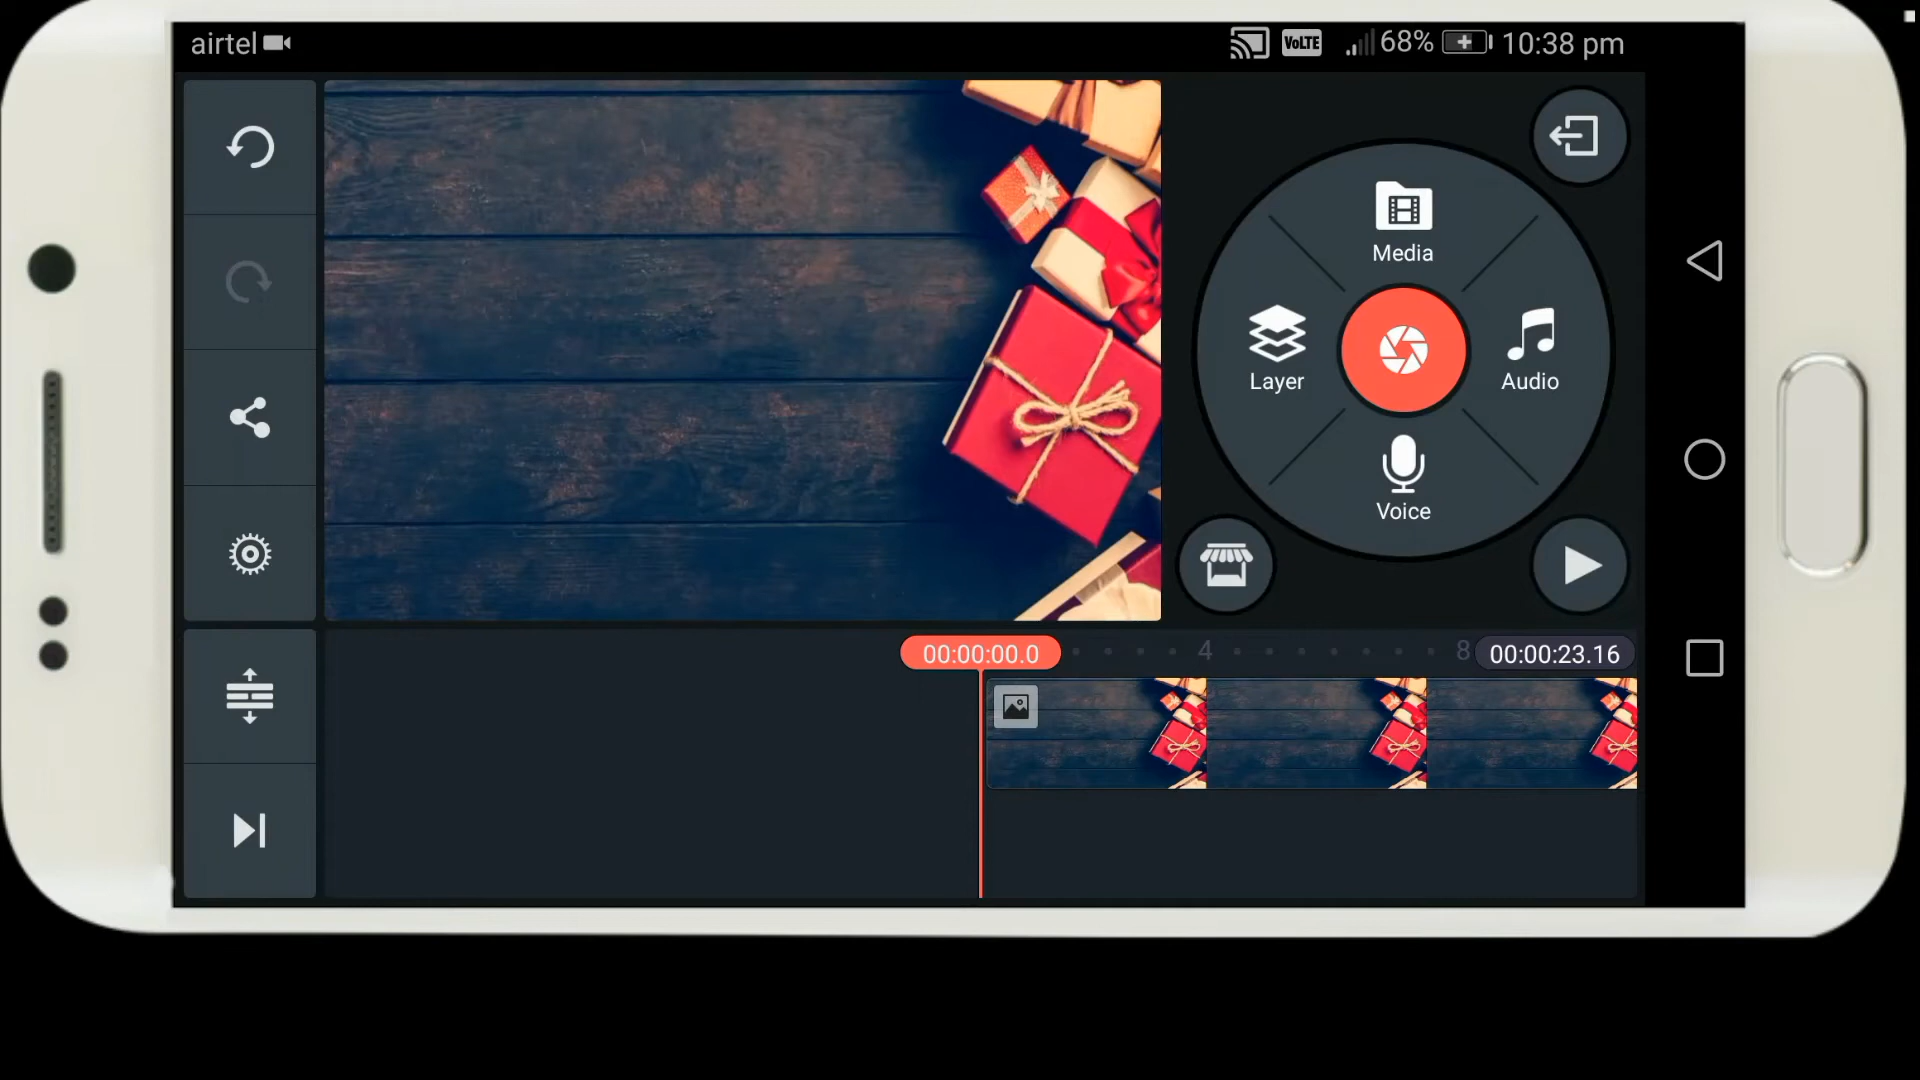 airtel
VoLTE 68% 10:38 pm
Media
Layer
Audio
Voice
00:00:00.0 4 8 00:00:23.16